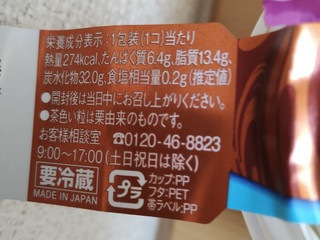 栄養成分表示:1包装(1コ)当たり
熱量274kcal、たんぱく質6.4g、脂質13.4g、
炭水化物32.0g、食塩相当量0.2g(推定値)
●開封後は当日中にお召し上がりください。
●茶色い粒は栗由来のものです。
お客様相談室 ☎0120-46-8823
9:00~17:00(土日祝日は除く)
要冷蔵
MADE IN JAPAN
プラ
カップ:PP
フタ:PET
茶ラベル:PP